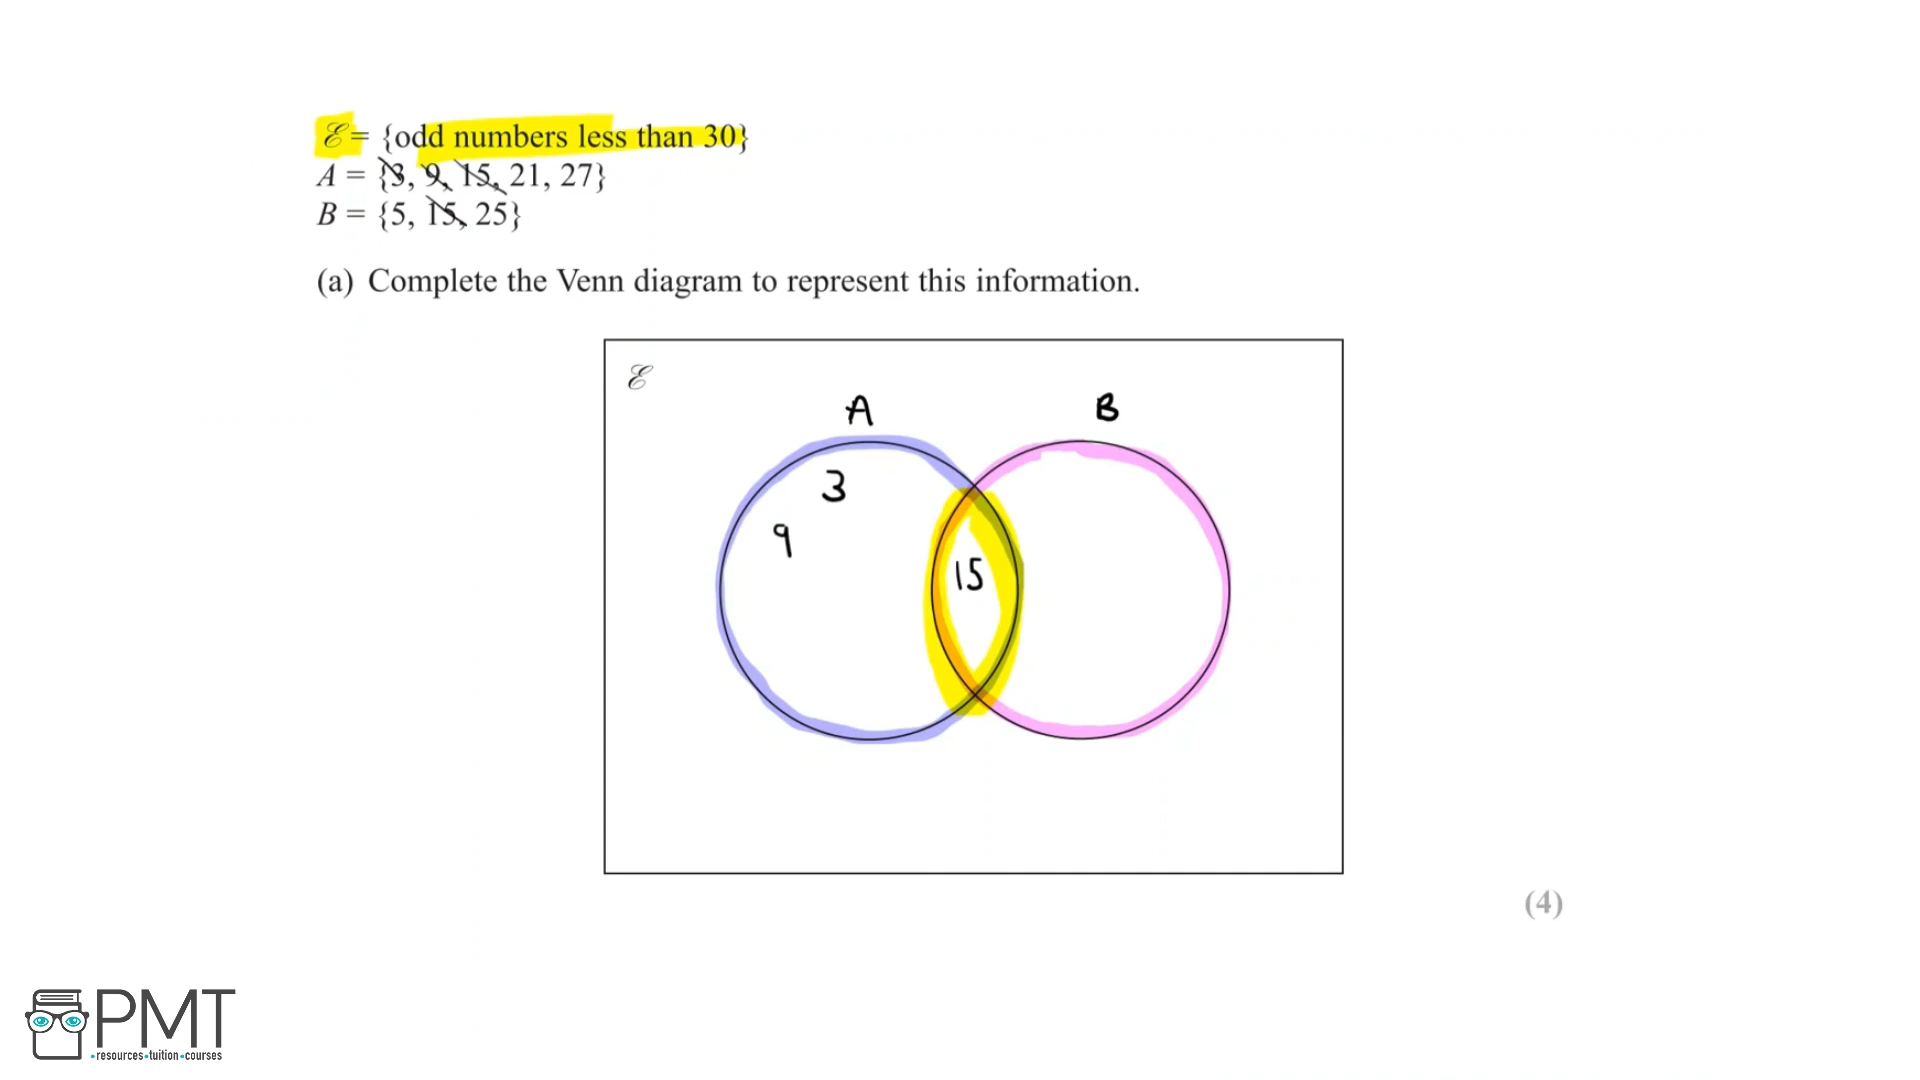 ℰ = {odd numbers less than 30}
A = {3, 9, 15, 21, 27}
B = {5, 15, 25}
(a) Complete the Venn diagram to represent this information.
ℰ
A B
3
9
15
(4)
PMT
•resources•tuition•courses